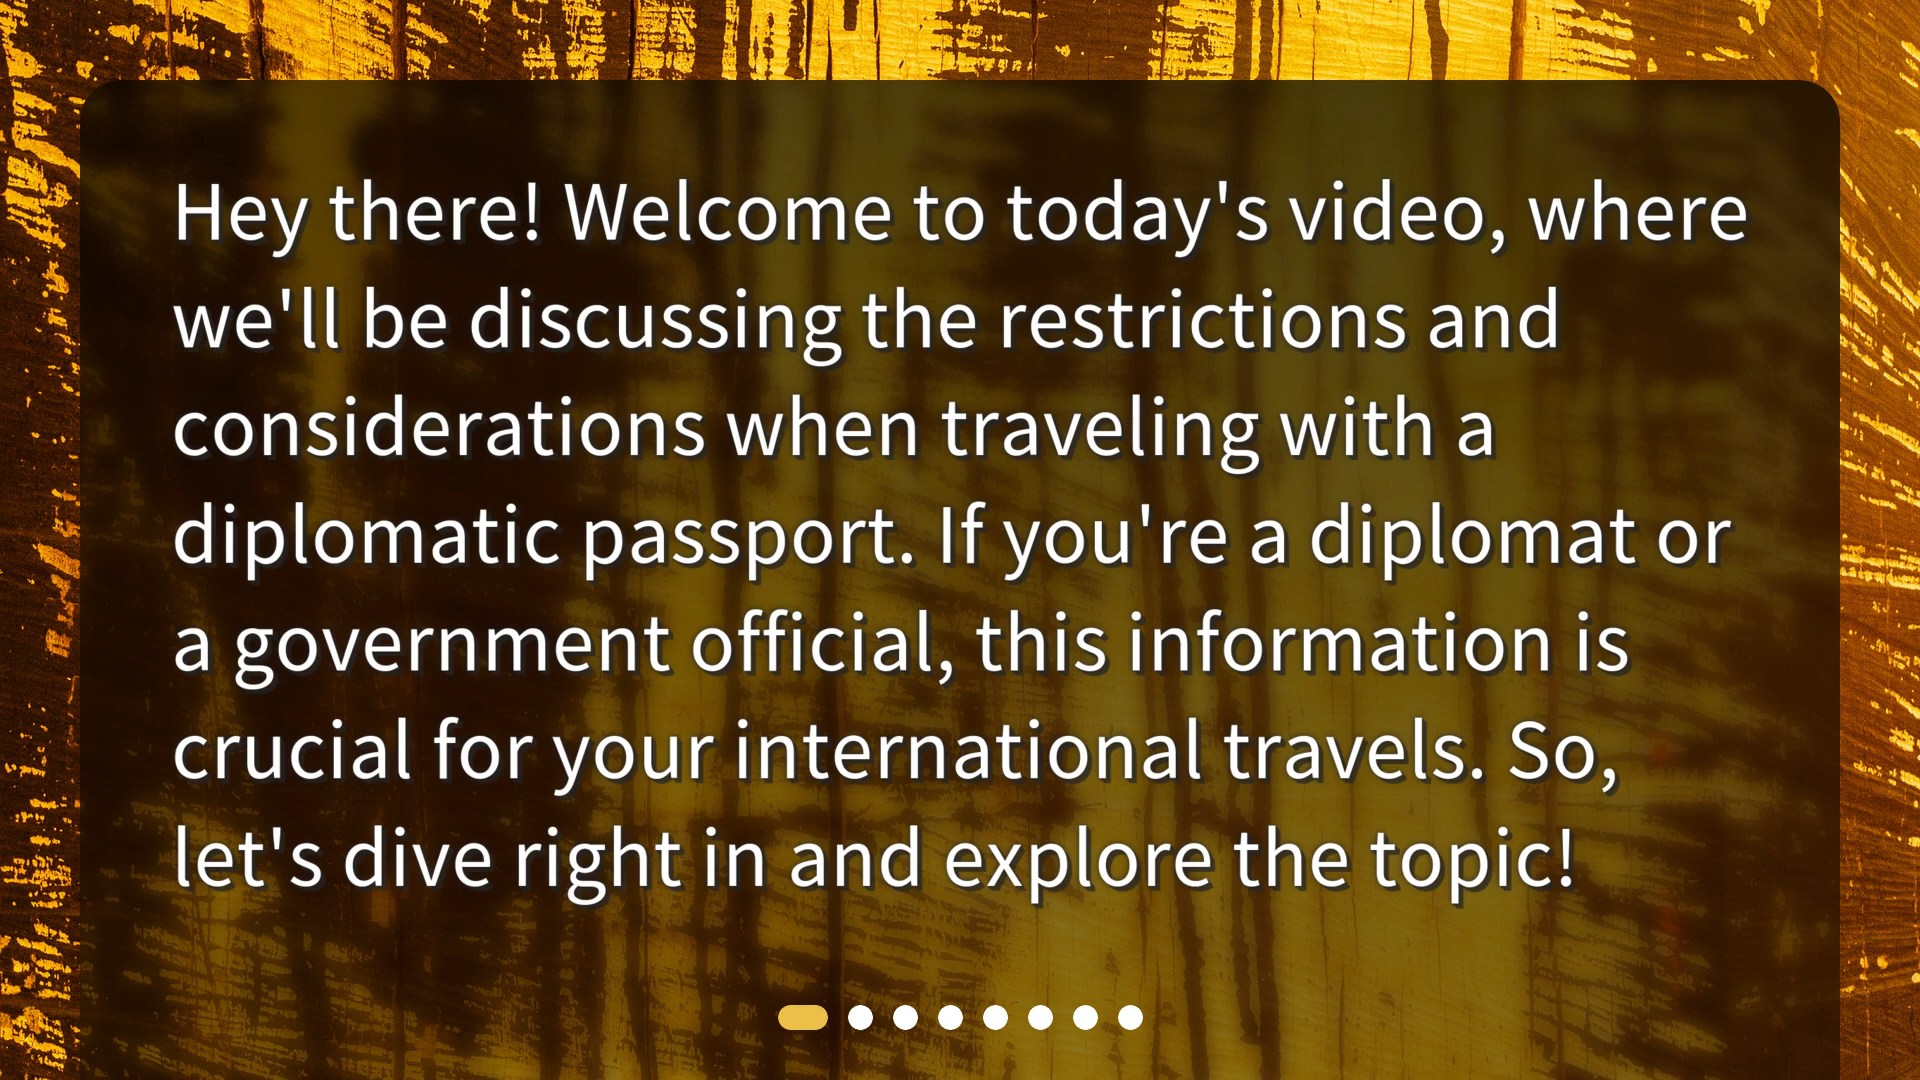 Hey there! Welcome to today's video, where
we'll be discussing the restrictions and
considerations when traveling with a
diplomatic passport. If you're a diplomat or
a government official, this information is
crucial for your international travels. So,
let's dive right in and explore the topic!